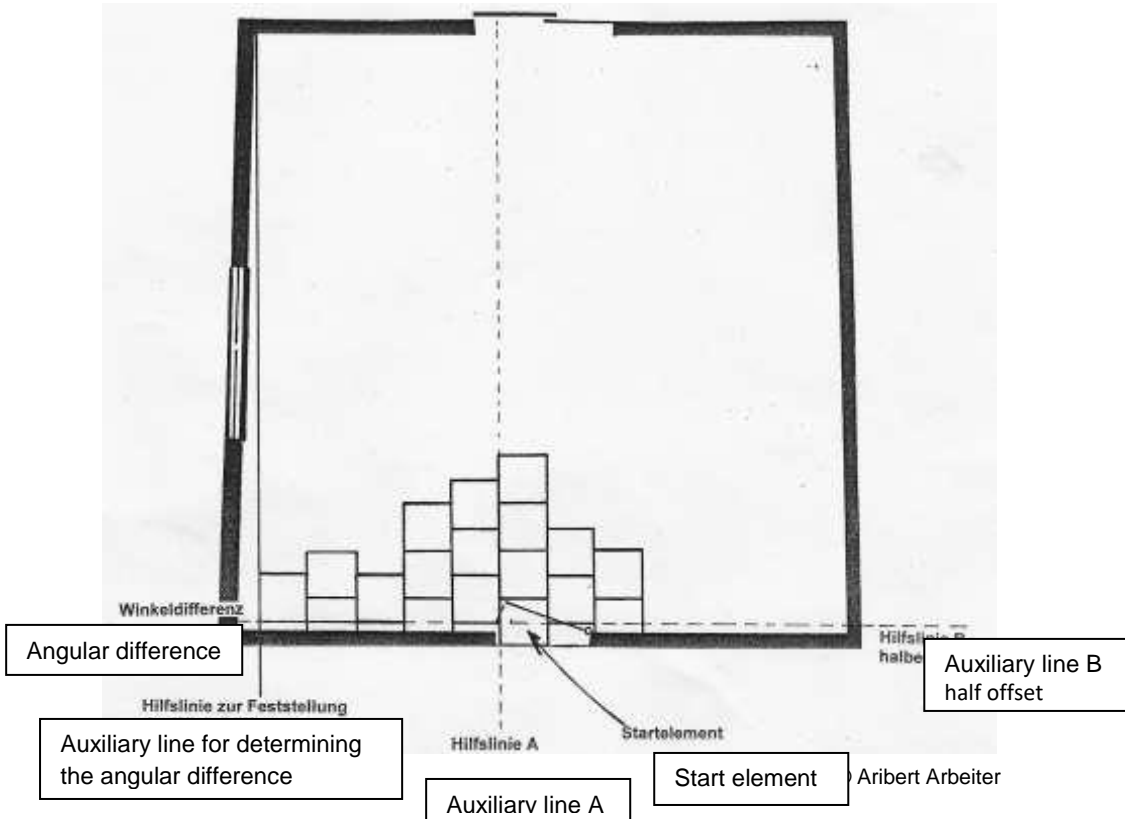 Winkeldifferenz
Angular difference
Hilfslinie B
halbe
Auxiliary line B
half offset
Hilfslinie zur Feststellung
Auxiliary line for determining
the angular difference
Hilfslinie A
Startelement
Start element
Aribert Arbeiter
Auxiliary line A